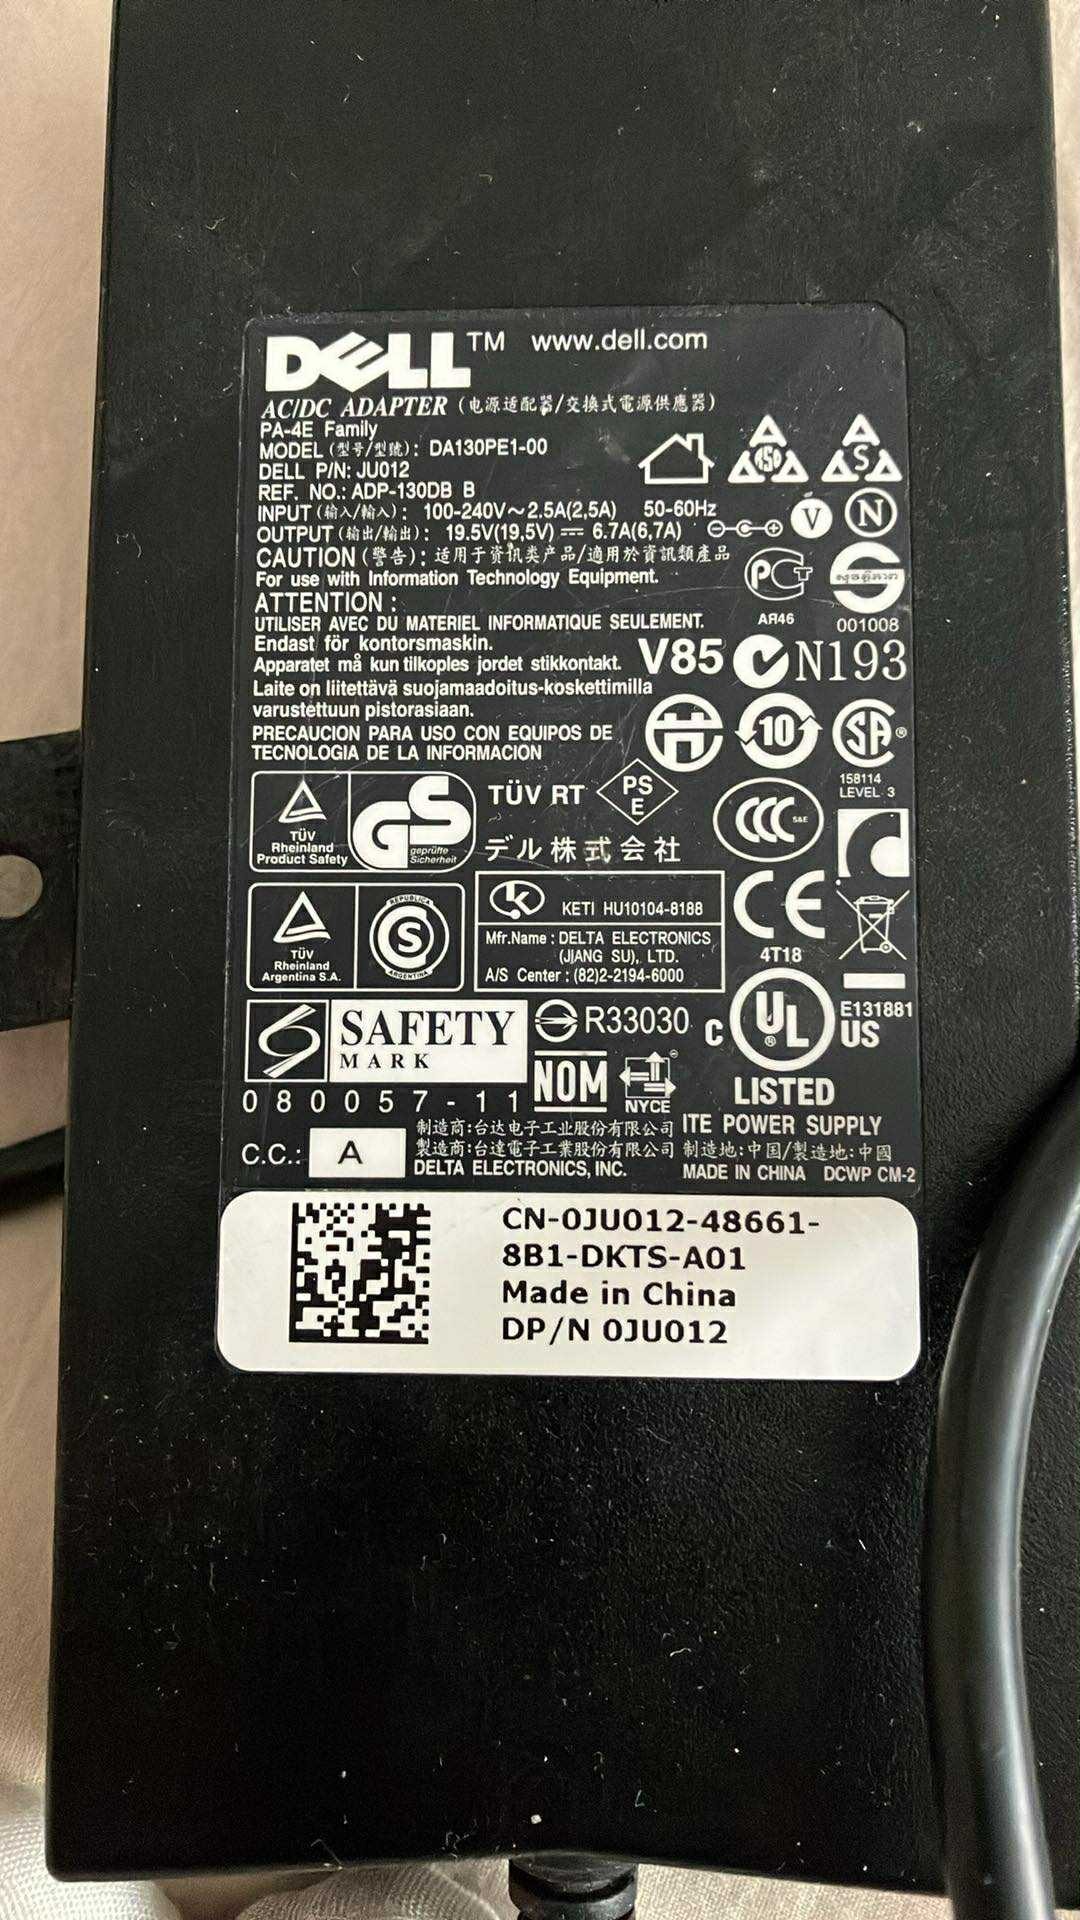 DELL™ www.dell.com
AC/DC ADAPTER (电源适配器/交換式電源供應器)
PA-4E Family
MODEL (型号/型號): DA130PE1-00
DELL P/N: JU012
REF. NO.: ADP-130DB B
INPUT (输入/輸入): 100-240V~2.5A(2,5A) 50-60Hz
OUTPUT (输出/輸出): 19.5V(19,5V) ⎓ 6.7A(6,7A)
CAUTION (警告): 适用于资讯类产品/適用於資訊類產品
For use with Information Technology Equipment.
ATTENTION :
UTILISER AVEC DU MATERIEL INFORMATIQUE SEULEMENT.
Endast för kontorsmaskin.
Apparatet må kun tilkoples jordet stikkontakt.
Laite on liitettävä suojamaadoitus-koskettimilla
varustettuun pistorasiaan.
PRECAUCION PARA USO CON EQUIPOS DE
TECNOLOGIA DE LA INFORMACION
S
V N
PCT
AЯ46
001008
V85 N193
10 SA®
158114
LEVEL 3
TÜV
Rheinland
Product Safety
GS
geprüfte
Sicherheit
TÜV RT
PS
E
デル株式会社
CCC
S&E
TÜV
Rheinland
Argentina S.A.
REPUBLICA
S
ARGENTINA
KETI HU10104-8188
Mfr.Name : DELTA ELECTRONICS
(JIANG SU), LTD.
A/S Center : (82)2-2194-6000
CE
4T18
SAFETY
MARK
080057-11
R33030
NOM
NYCE
C UL® US
E131881
LISTED
ITE POWER SUPPLY
C.C.: A
制造商:台达电子工业股份有限公司
製造商:台達電子工業股份有限公司
DELTA ELECTRONICS, INC.
制造地:中国/製造地:中國
MADE IN CHINA DCWP CM-2
CN-0JU012-48661-
8B1-DKTS-A01
Made in China
DP/N 0JU012